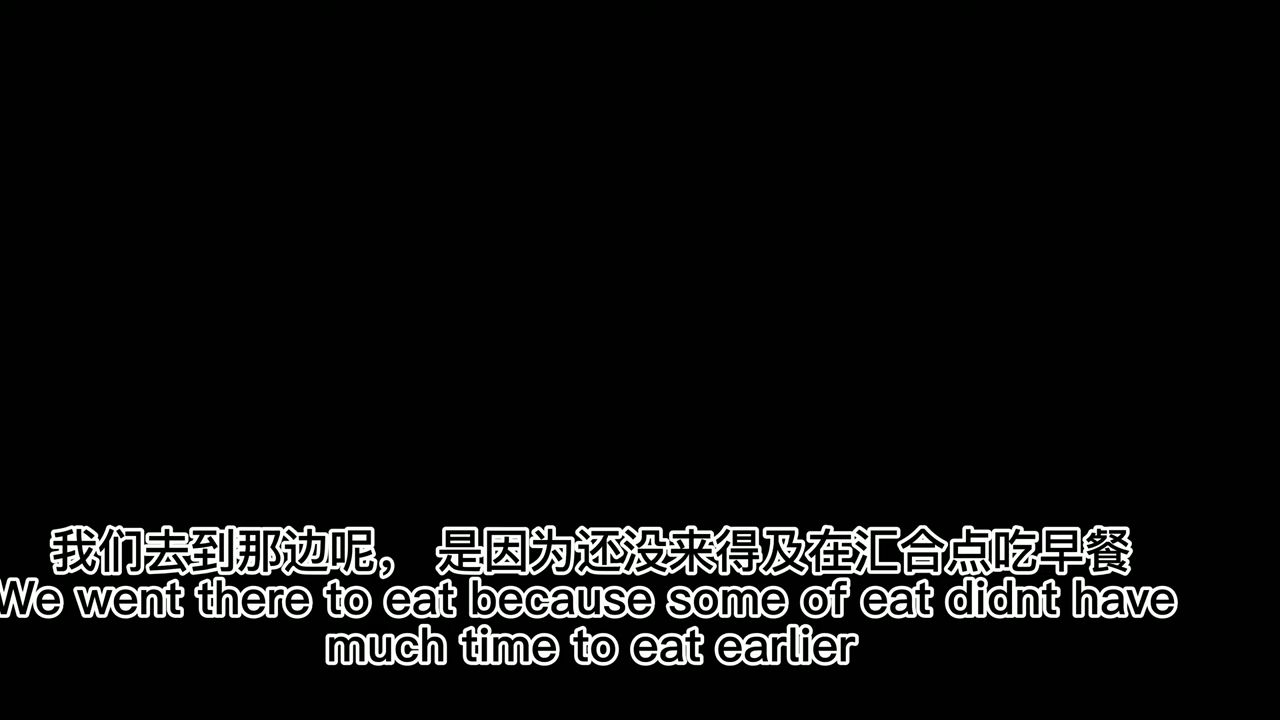 我们去到那边呢， 是因为还没来得及在汇合点吃早餐
We went there to eat because some of eat didnt have
much time to eat earlier